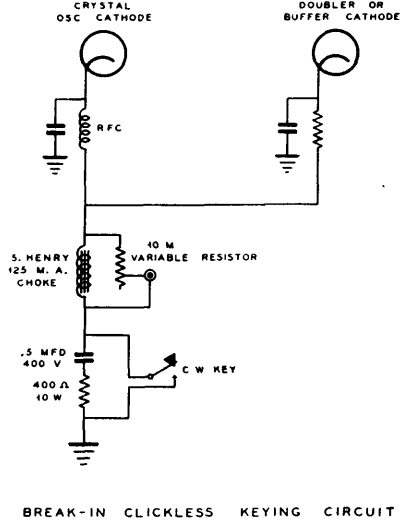 CRYSTAL
OSC CATHODE
DOUBLER OR
BUFFER CATHODE
RFC
5. HENRY
125 M. A.
CHOKE
10 M
VARIABLE RESISTOR
.5 MFD
400 V
400 Ω
10 W
C W KEY
BREAK-IN CLICKLESS KEYING CIRCUIT